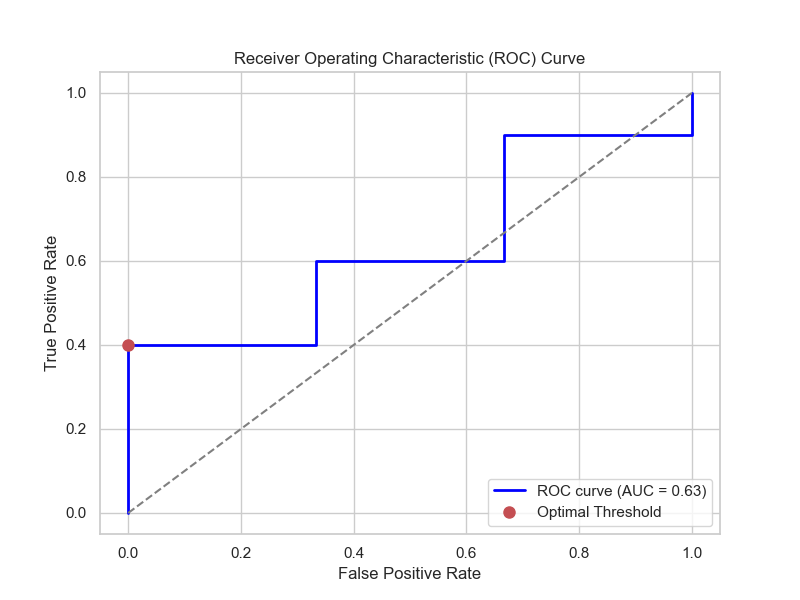 Receiver Operating Characteristic (ROC) Curve
True Positive Rate
1.0
0.8
0.6
0.4
0.2
0.0
ROC curve (AUC = 0.63)
Optimal Threshold
0.0 0.2 0.4 0.6 0.8 1.0
False Positive Rate